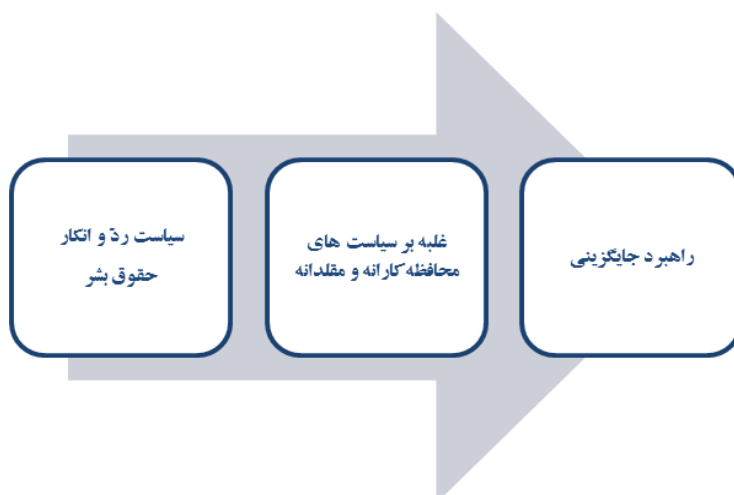 سیاست ردّ و انکار
حقوق بشر
غلبه بر سیاست های
محافظه کارانه و مقلدانه
راهبرد جایگزینی